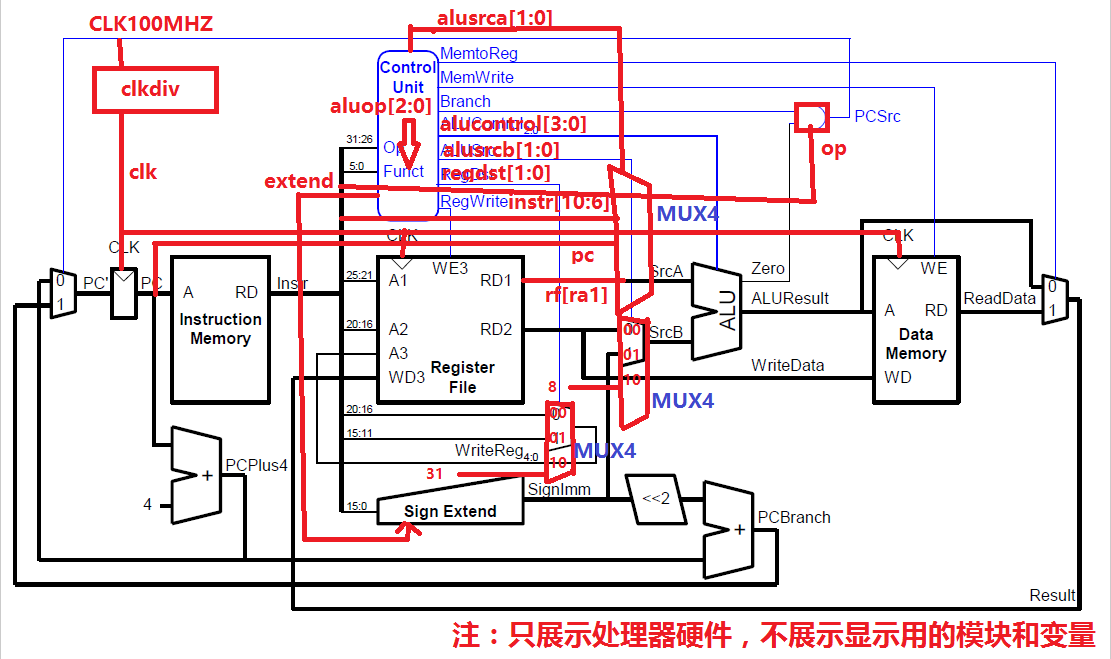 alusrca[1:0]
CLK100MHZ
MemtoReg
Control
Unit
MemWrite
clkdiv
aluop[2:0]
Branch
PCSrc
alucontrol[3:0]
2:0
31:26
Op
alusrcb[1:0]
op
5:0
Funct
regdst[1:0]
clk
extend
RegWrite
instr[10:6]
MUX4
CLK
CLK
CLK
pc
0
1
PC'
PC
A
RD
Instr
25:21
A1
WE3
RD1
SrcA
Zero
WE
0
1
Instruction
Memory
rf[ra1]
ALU
ALUResult
A
RD
ReadData
20:16
A2
RD2
00
SrcB
Data
Memory
A3
01
WD3
Register
File
8
10
WriteData
WD
MUX4
20:16
00
15:11
01
WriteReg4:0
10
MUX4
PCPlus4
+
31
4
15:0
Sign Extend
SignImm
<<2
+
PCBranch
Result
注：只展示处理器硬件，不展示显示用的模块和变量